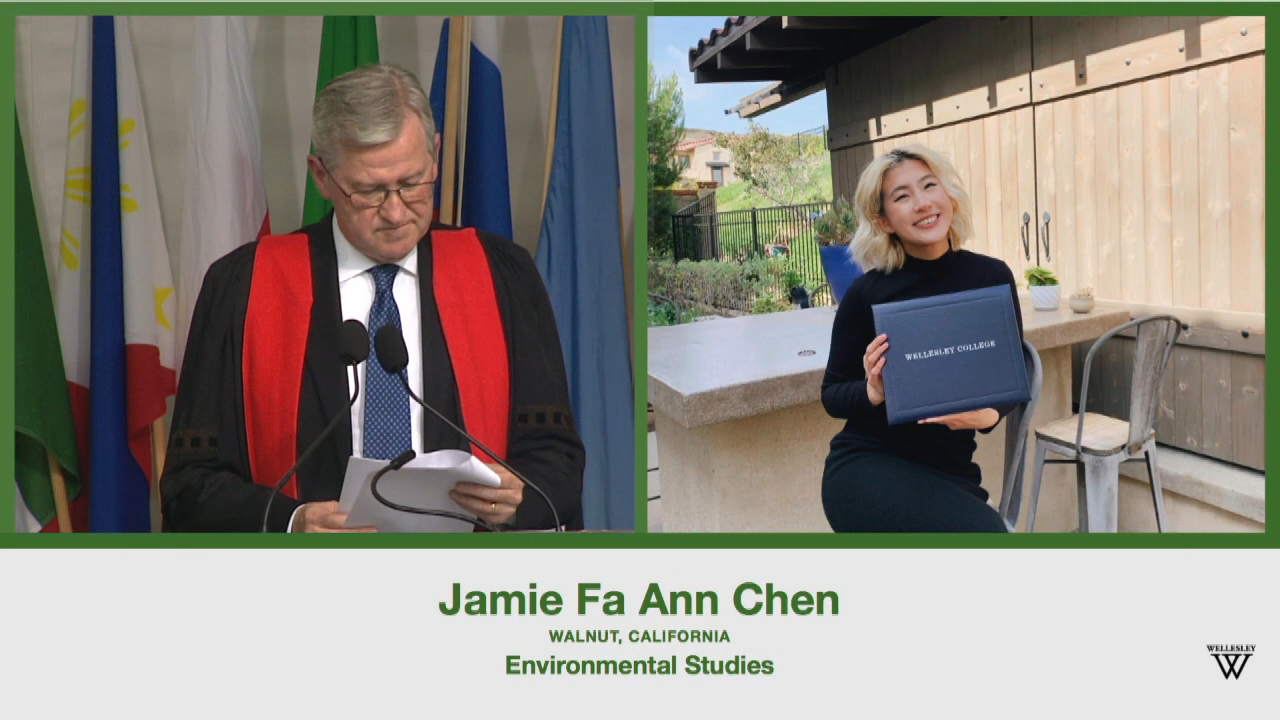 WELLESLEY COLLEGE
Jamie Fa Ann Chen
WALNUT, CALIFORNIA
Environmental Studies
WELLESLEY
W